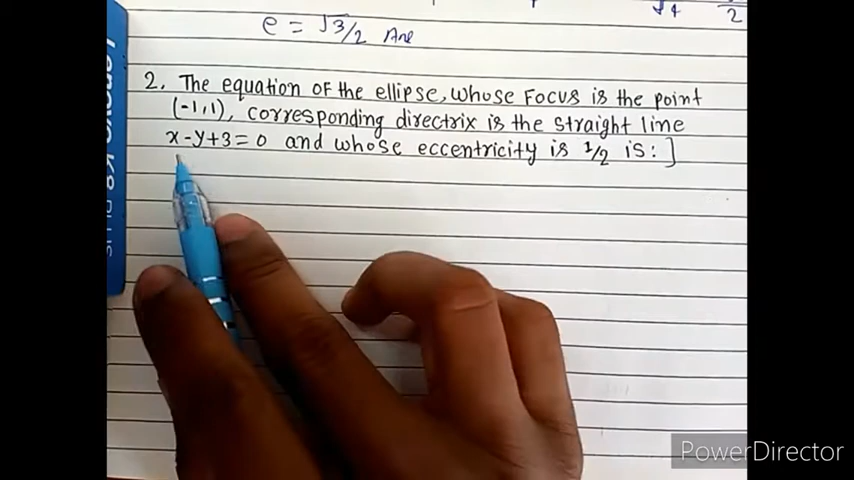 e = √3/2 Ans
2. The equation of the ellipse, whose focus is the point
(-1,1), corresponding directrix is the straight line
x-y+3=0 and whose eccentricity is 1/2 is:]
PowerDirector